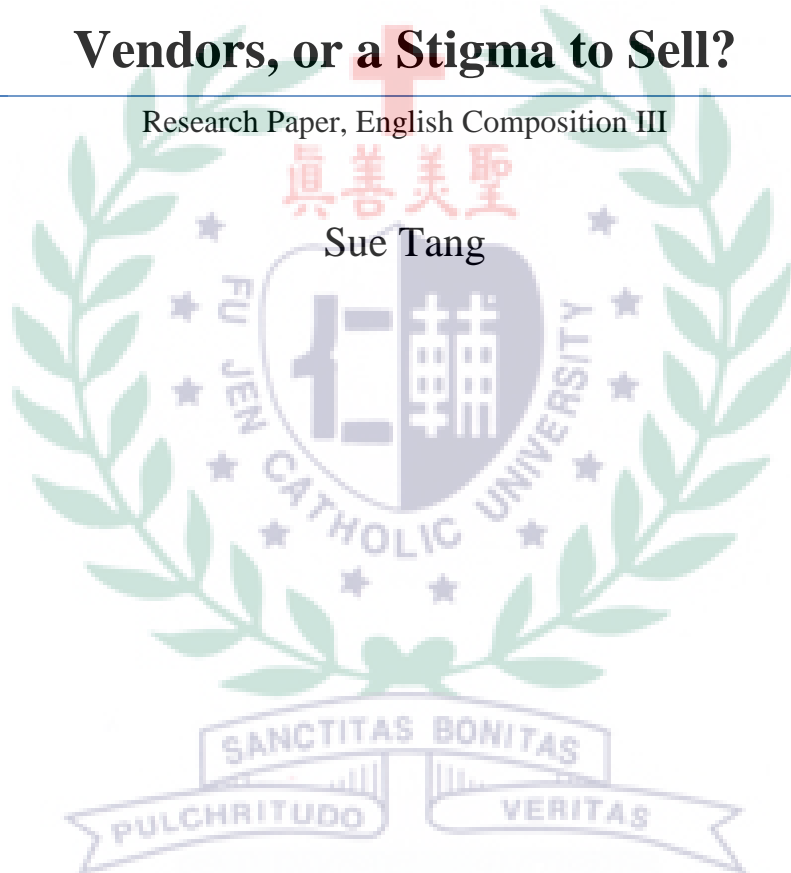 Vendors, or a Stigma to Sell?
Research Paper, English Composition III
真善美聖
Sue Tang
FU JEN CATHOLIC UNIVERSITY
仁輔
SANCTITAS BONITAS
PULCHRITUDO VERITAS